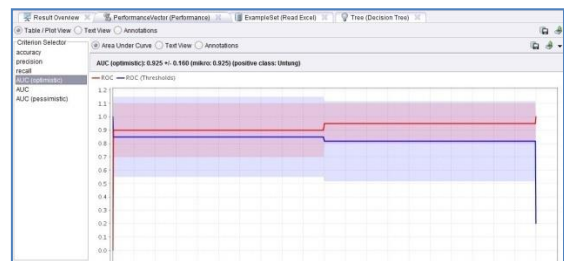 Result Overview PerformanceVector (Performance) ExampleSet (Read Excel) Tree (Decision Tree)
Table / Plot View Text View Annotations
Criterion Selector
accuracy
precision
recall
AUC (optimistic)
AUC
AUC (pessimistic)
Area Under Curve Text View Annotations
AUC (optimistic): 0.925 +/- 0.160 (mikro: 0.925) (positive class: Untung)
ROC ROC (Thresholds)
1.2
1.1
1.0
0.9
0.8
0.7
0.6
0.5
0.4
0.3
0.2
0.1
0.0